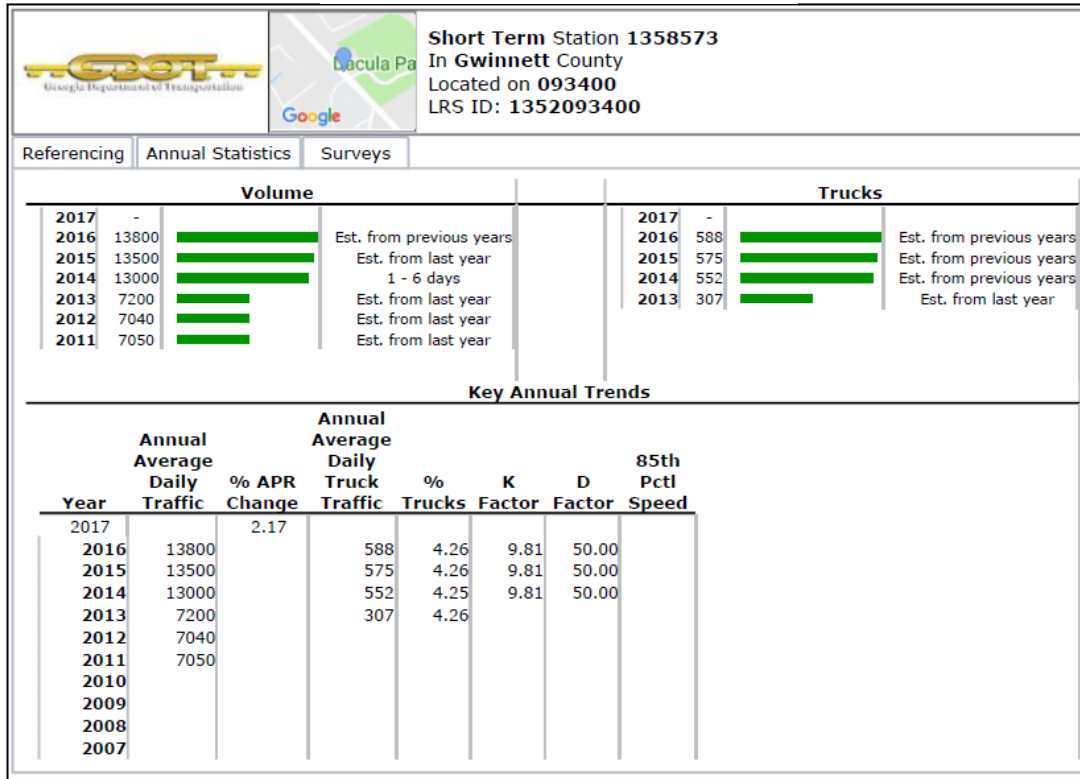 GDOT
Georgia Department of Transportation
Dacula Pa
Google
Short Term Station 1358573
In Gwinnett County
Located on 093400
LRS ID: 1352093400
Referencing Annual Statistics Surveys
Volume Trucks
2017 - 2017 -
2016 13800 Est. from previous years 2016 588 Est. from previous years
2015 13500 Est. from last year 2015 575 Est. from previous years
2014 13000 1 - 6 days 2014 552 Est. from previous years
2013 7200 Est. from last year 2013 307 Est. from last year
2012 7040 Est. from last year
2011 7050 Est. from last year
Key Annual Trends
Annual
Annual Average
Average Daily 85th
Daily % APR Truck % K D Pctl
Year Traffic Change Traffic Trucks Factor Factor Speed
2017 2.17
2016 13800 588 4.26 9.81 50.00
2015 13500 575 4.26 9.81 50.00
2014 13000 552 4.25 9.81 50.00
2013 7200 307 4.26
2012 7040
2011 7050
2010
2009
2008
2007